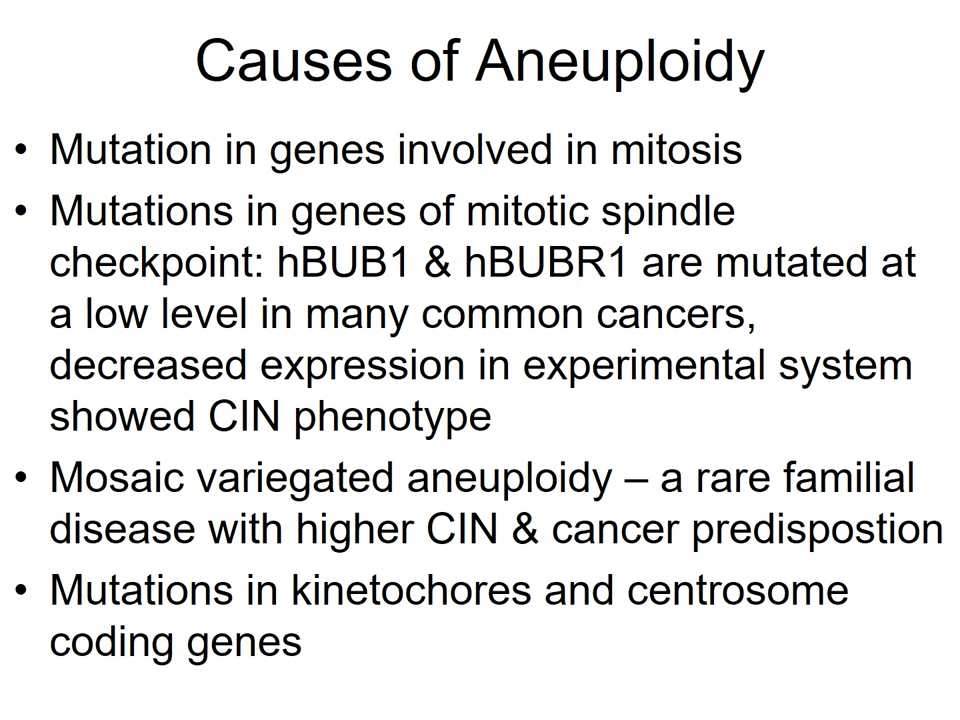 Causes of Aneuploidy
• Mutation in genes involved in mitosis
• Mutations in genes of mitotic spindle
checkpoint: hBUB1 & hBUBR1 are mutated at
a low level in many common cancers,
decreased expression in experimental system
showed CIN phenotype
• Mosaic variegated aneuploidy – a rare familial
disease with higher CIN & cancer predispostion
• Mutations in kinetochores and centrosome
coding genes